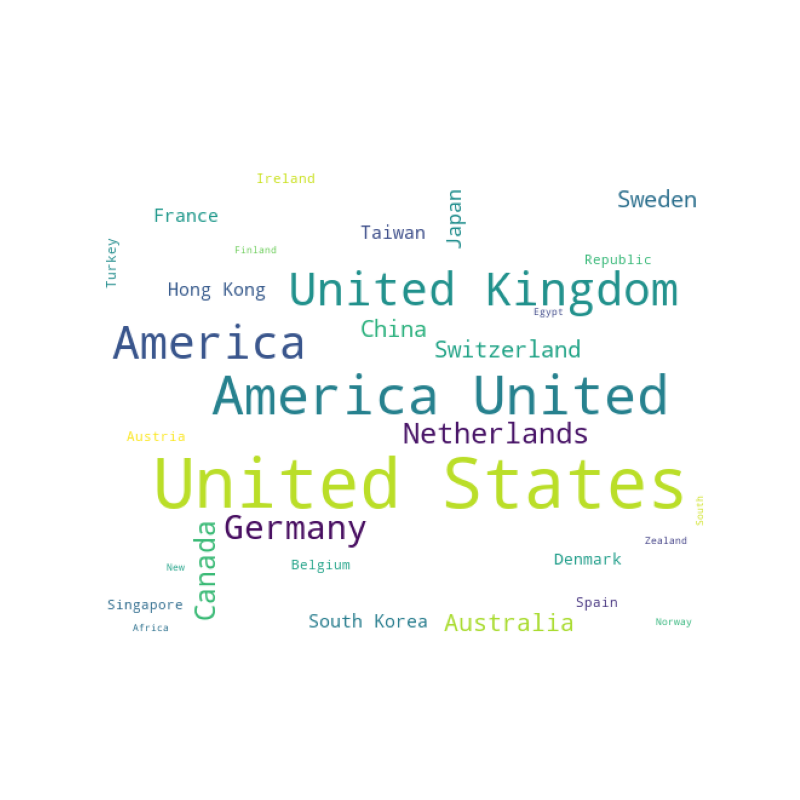 Ireland
Sweden
France
Japan
Taiwan
Finland
Turkey
Republic
Hong Kong
United Kingdom
Egypt
China
America
Switzerland
America United
Netherlands
Austria
United States
South
Germany
Zealand
Canada
Denmark
Belgium
New
Spain
Singapore
South Korea
Australia
Norway
Africa